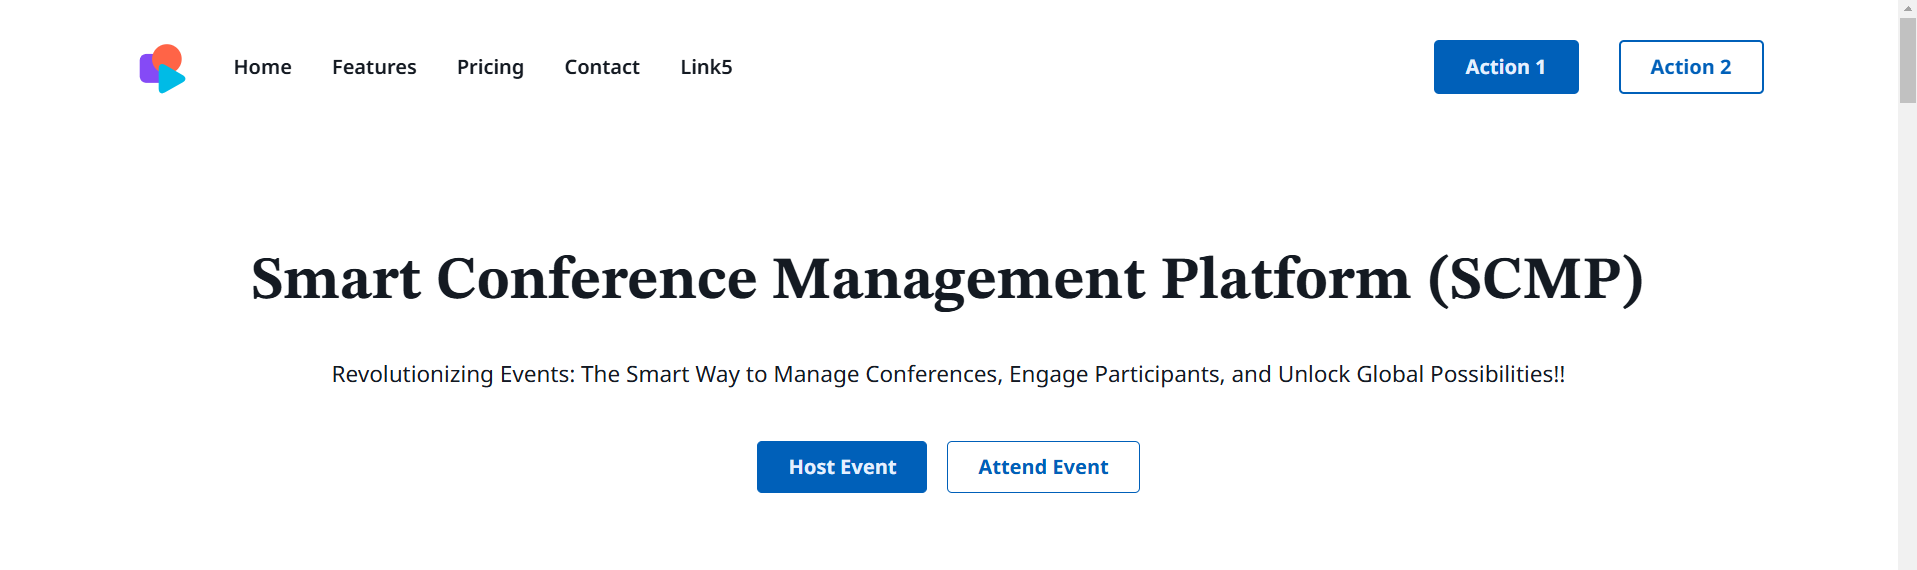 Home Features Pricing Contact Link5 Action 1 Action 2
Smart Conference Management Platform (SCMP)
Revolutionizing Events: The Smart Way to Manage Conferences, Engage Participants, and Unlock Global Possibilities!!
Host Event Attend Event